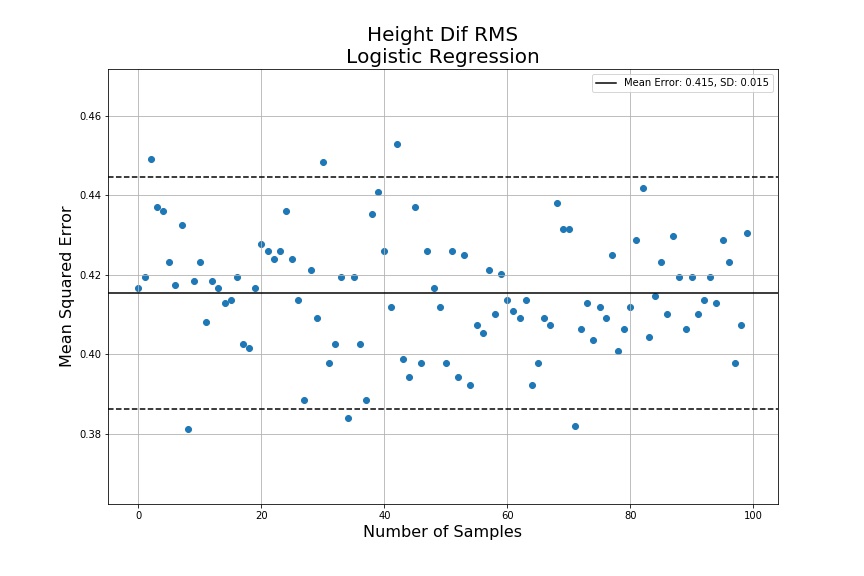 Height Dif RMS
Logistic Regression
Mean Error: 0.415, SD: 0.015
Mean Squared Error
0.46
0.44
0.42
0.40
0.38
0 20 40 60 80 100
Number of Samples